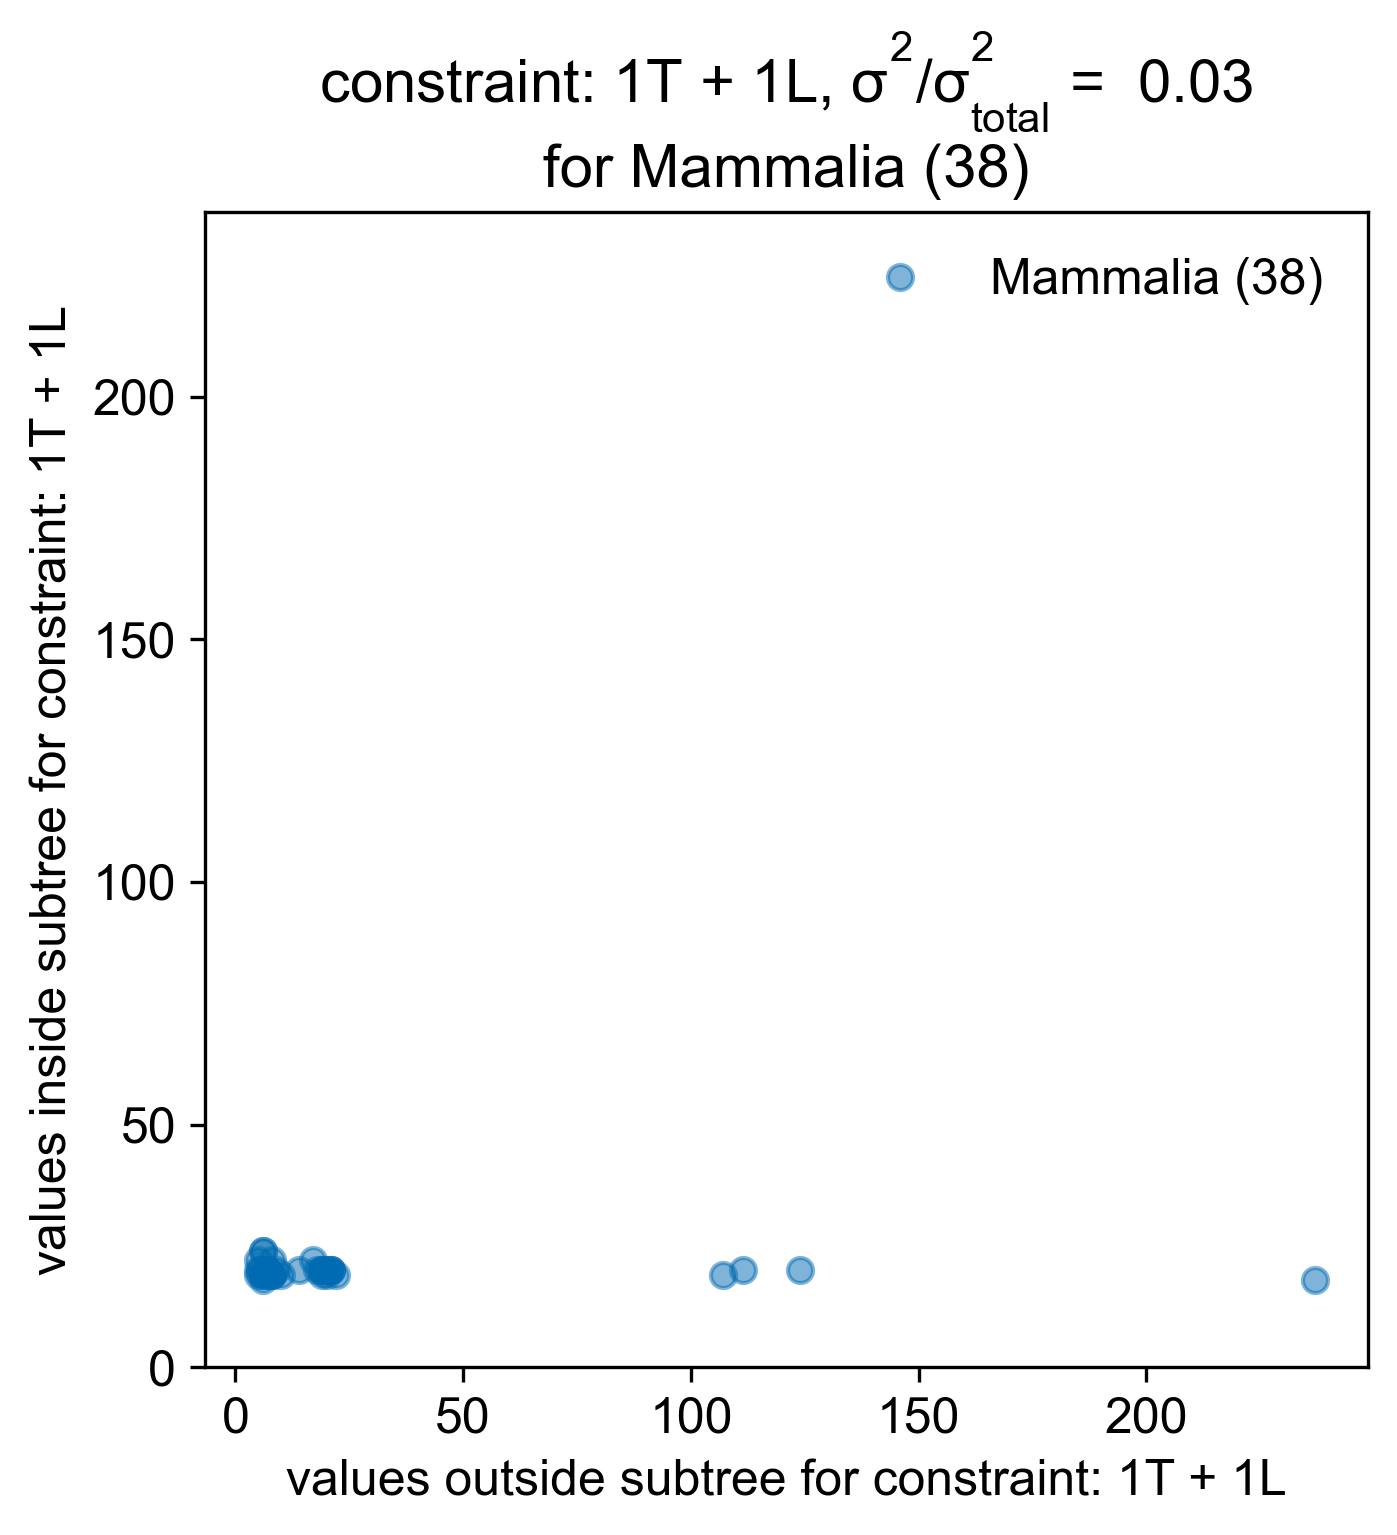 constraint: 1T + 1L, σ²/σ²total = 0.03
for Mammalia (38)
Mammalia (38)
values inside subtree for constraint: 1T + 1L
200
150
100
50
0
0 50 100 150 200
values outside subtree for constraint: 1T + 1L